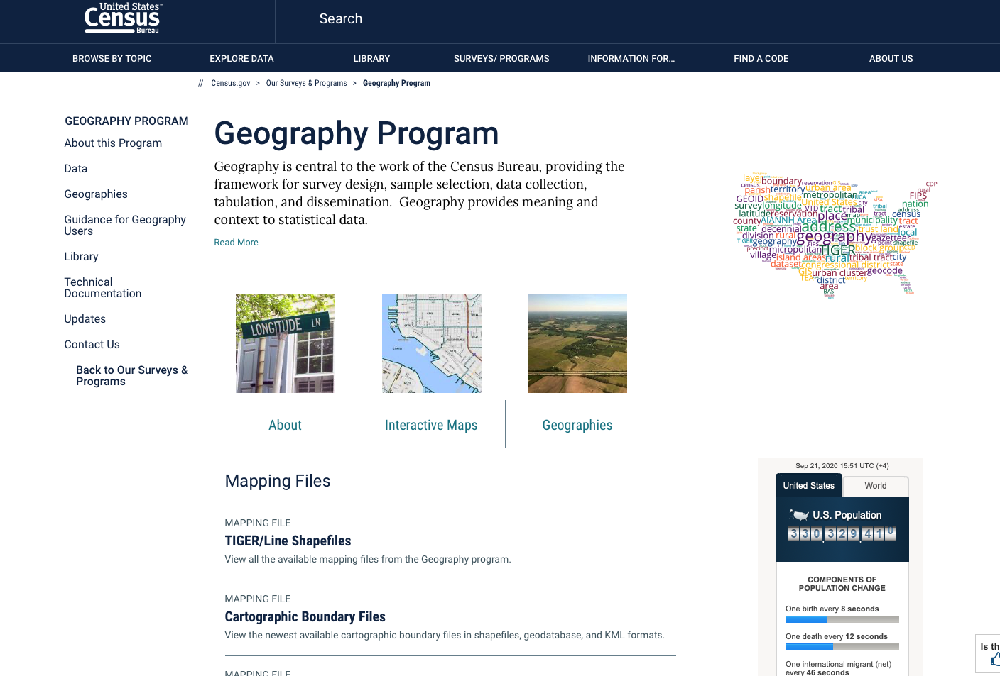 United States™
Census
Bureau
Search
BROWSE BY TOPIC
EXPLORE DATA
LIBRARY
SURVEYS/ PROGRAMS
INFORMATION FOR...
FIND A CODE
ABOUT US
// Census.gov > Our Surveys & Programs > Geography Program
GEOGRAPHY PROGRAM
About this Program
Data
Geographies
Guidance for Geography
Users
Library
Technical
Documentation
Updates
Contact Us
Back to Our Surveys &
Programs
Geography Program
Geography is central to the work of the Census Bureau, providing the
framework for survey design, sample selection, data collection,
tabulation, and dissemination.  Geography provides meaning and
context to statistical data.
Read More
LONGITUDE LN
About
Interactive Maps
Geographies
Mapping Files
MAPPING FILE
TIGER/Line Shapefiles
View all the available mapping files from the Geography program.
MAPPING FILE
Cartographic Boundary Files
View the newest available cartographic boundary files in shapefiles, geodatabase, and KML formats.
MAPPING FILE
layer
boundary reservation
census
parish territory urban area
area
CDP
rural
FIPS
GEOID shapefile metropolitan
nation
United States city
survey longitude VTD tract tribal
tribal
address
latitude reservation place map
tract census
county AIANNH Area municipality tract
state decennial address trust land
estate
local
division rural geography gazetteer
TIGER geography FIPS
point shapefile
precinct micropolitan TIGER block group CCD
village island areas rural tribal tract city
dataset congressional district state
GIS urban cluster geocode
TEA district territory
area
BAS
Sep 21, 2020 15:51 UTC (+4)
United States
World
U.S. Population
330,329,410
COMPONENTS OF
POPULATION CHANGE
One birth every 8 seconds
One death every 12 seconds
One international migrant (net)
every 46 seconds
Is th